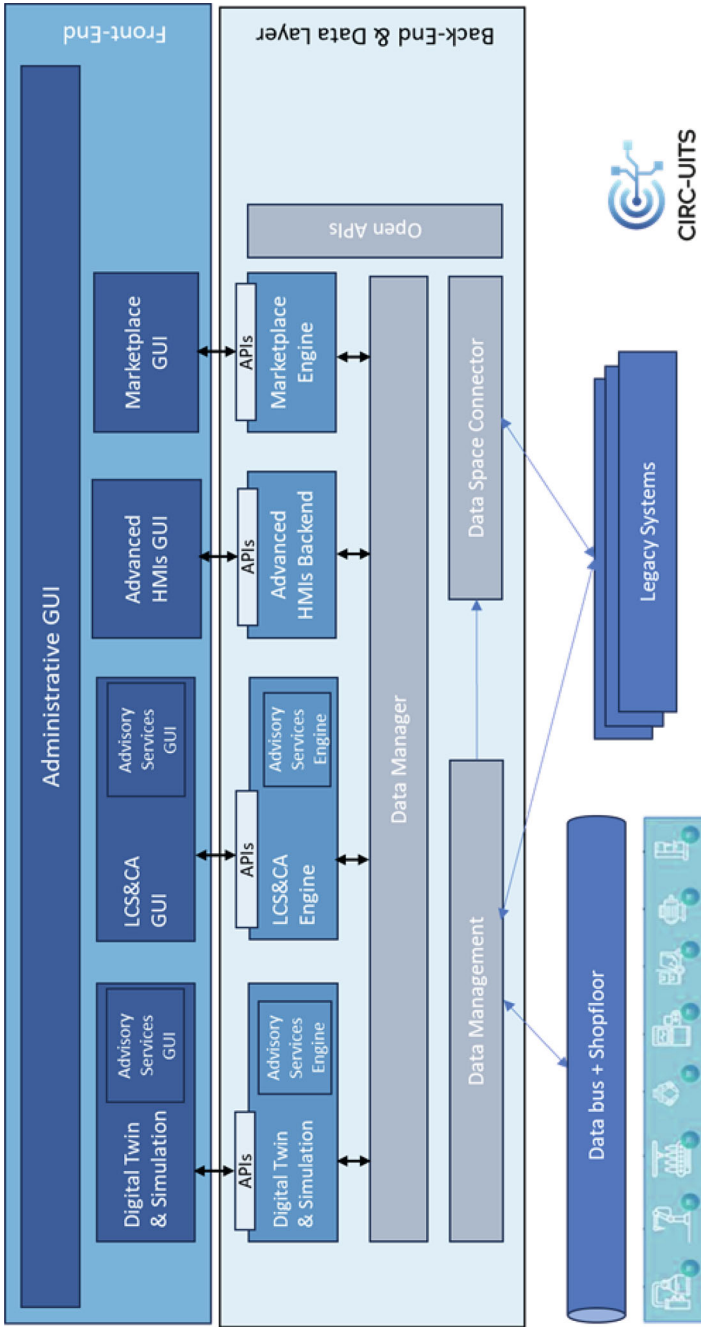 Front-End
Administrative GUI
Digital Twin
& Simulation
Advisory
Services
GUI
LCS&CA
GUI
Advisory
Services
GUI
Advanced
HMIs GUI
Marketplace
GUI
Back-End & Data Layer
APIs
APIs
APIs
APIs
Digital Twin
& Simulation
Advisory
Services
Engine
LCS&CA
Engine
Advisory
Services
Engine
Advanced
HMIs Backend
Marketplace
Engine
Open APIs
Data Manager
Data Management
Data Space Connector
Data bus + Shopfloor
Legacy Systems
CIRC-UITS